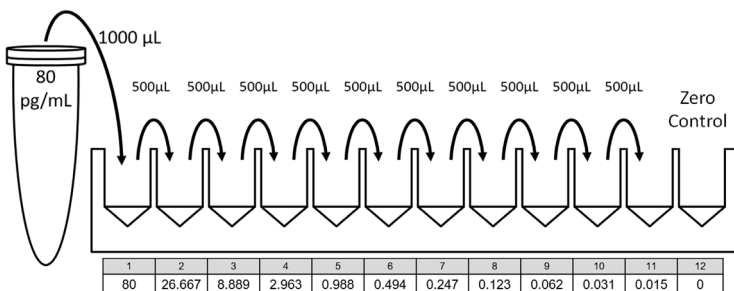 1000 µL
80
pg/mL
500µL 500µL 500µL 500µL 500µL 500µL 500µL 500µL 500µL 500µL
Zero
Control
1 2 3 4 5 6 7 8 9 10 11 12
80 26.667 8.889 2.963 0.988 0.494 0.247 0.123 0.062 0.031 0.015 0